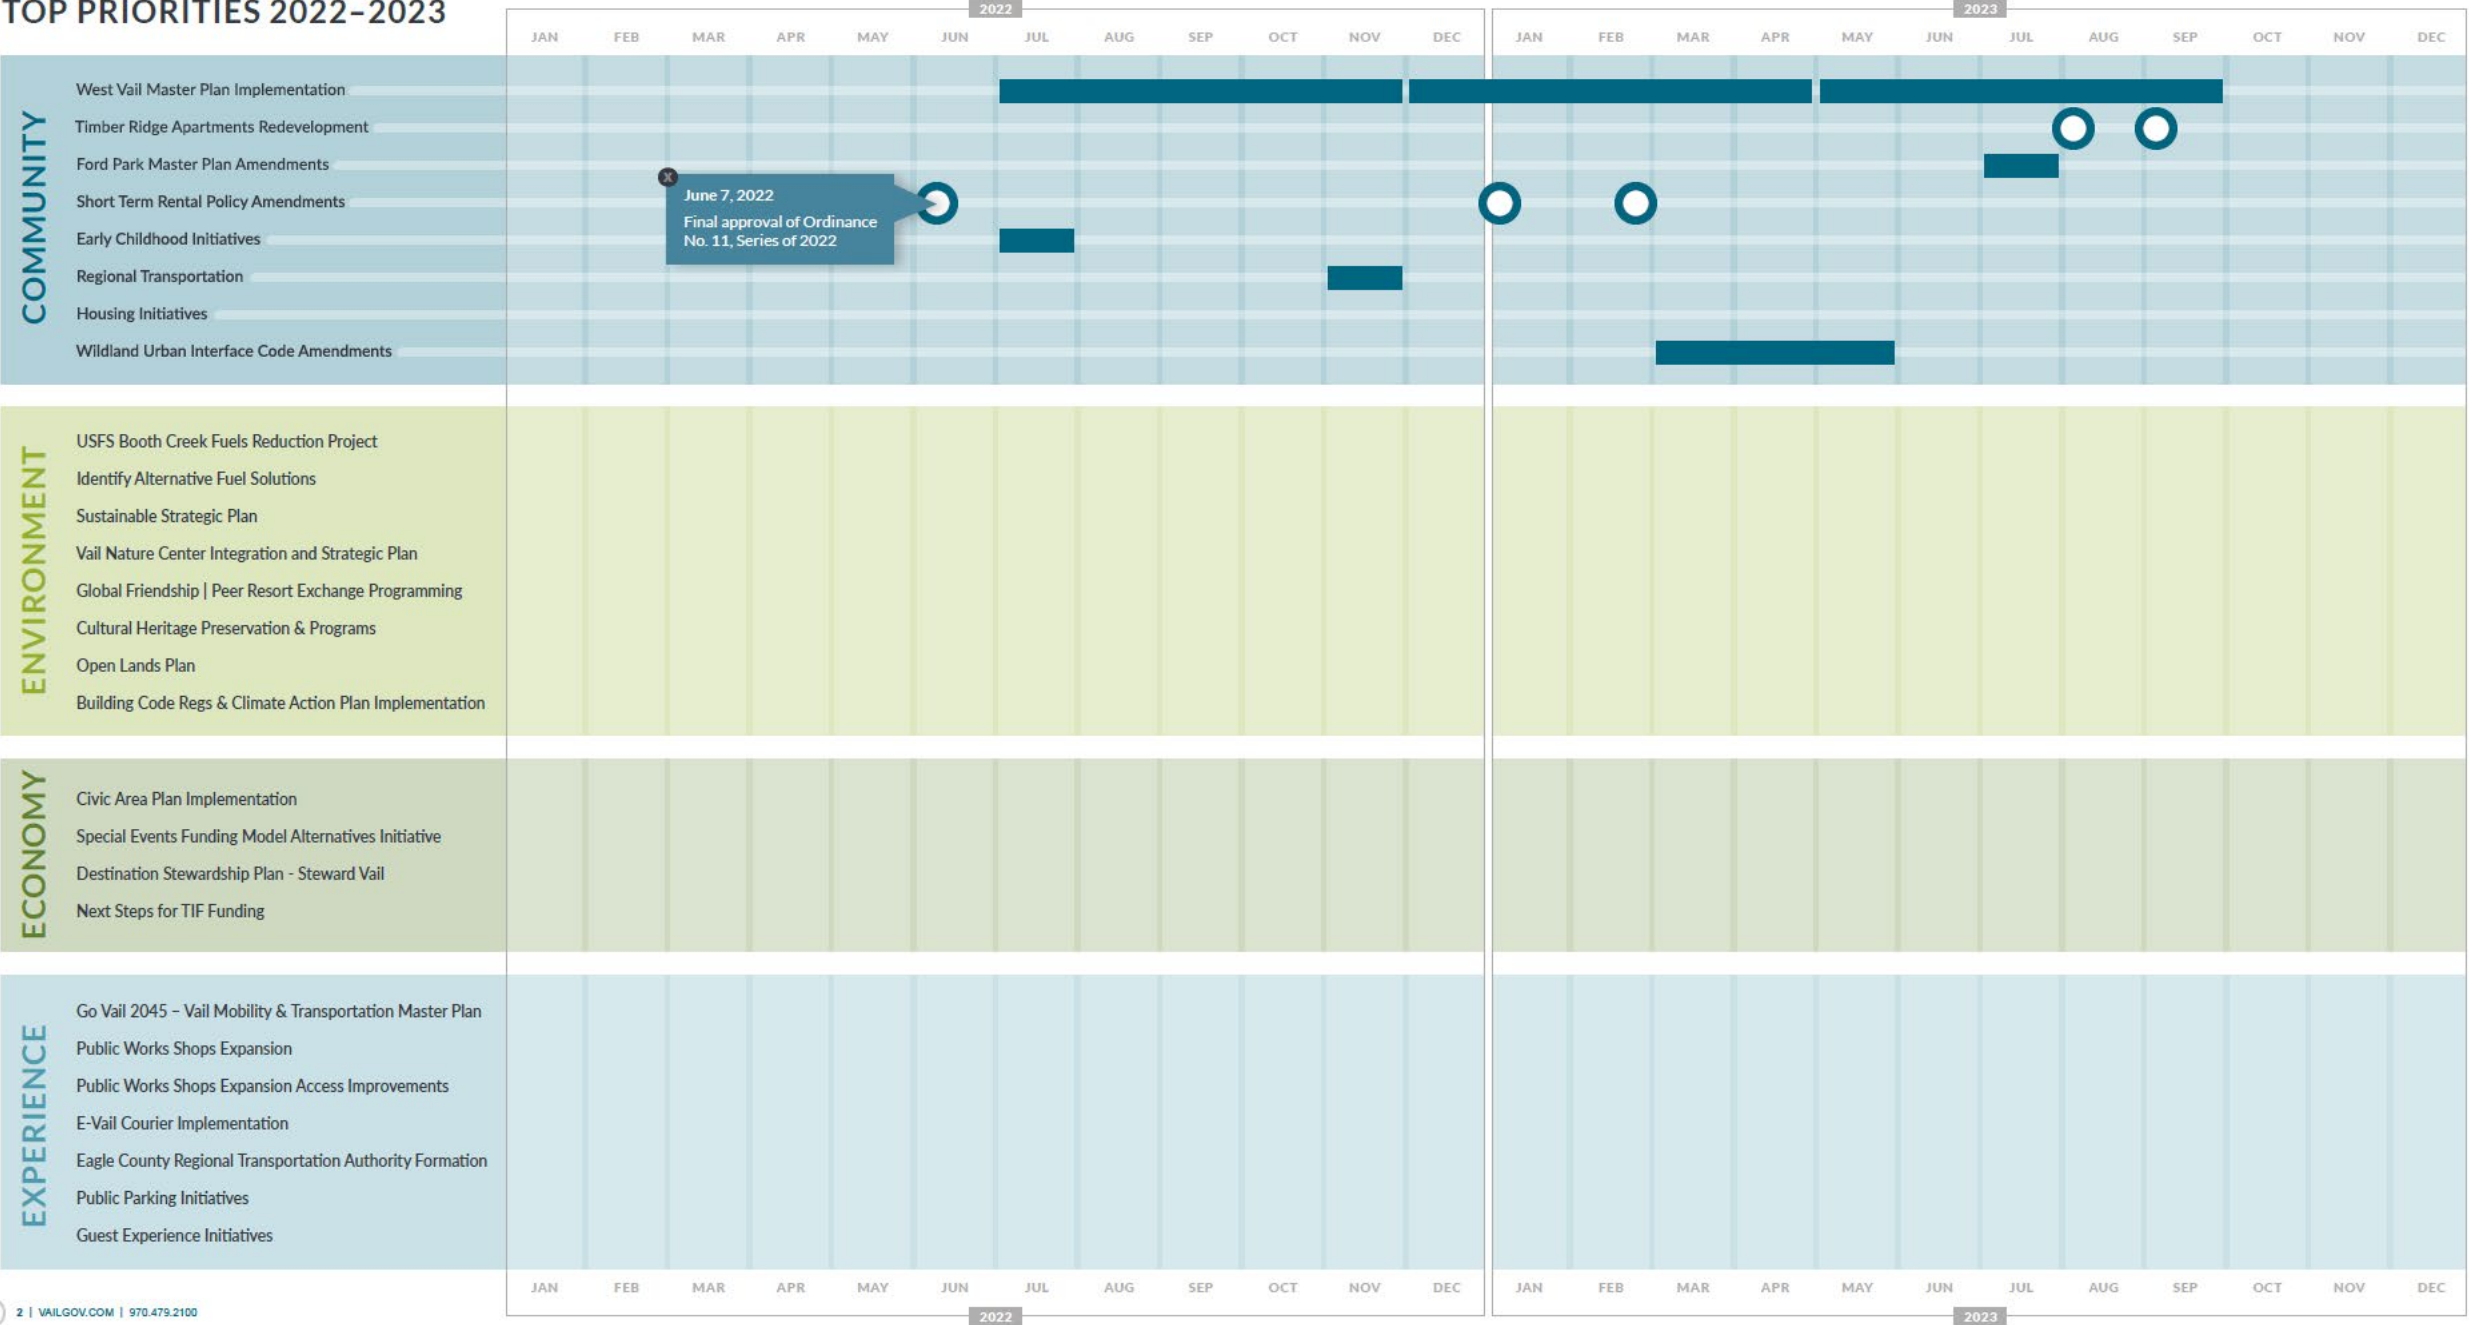 TOP PRIORITIES 2022–2023
2022
2023
JAN FEB MAR APR MAY JUN JUL AUG SEP OCT NOV DEC JAN FEB MAR APR MAY JUN JUL AUG SEP OCT NOV DEC
COMMUNITY
West Vail Master Plan Implementation
Timber Ridge Apartments Redevelopment
Ford Park Master Plan Amendments
Short Term Rental Policy Amendments
Early Childhood Initiatives
Regional Transportation
Housing Initiatives
Wildland Urban Interface Code Amendments
X
June 7, 2022
Final approval of Ordinance
No. 11, Series of 2022
ENVIRONMENT
USFS Booth Creek Fuels Reduction Project
Identify Alternative Fuel Solutions
Sustainable Strategic Plan
Vail Nature Center Integration and Strategic Plan
Global Friendship | Peer Resort Exchange Programming
Cultural Heritage Preservation & Programs
Open Lands Plan
Building Code Regs & Climate Action Plan Implementation
ECONOMY
Civic Area Plan Implementation
Special Events Funding Model Alternatives Initiative
Destination Stewardship Plan - Steward Vail
Next Steps for TIF Funding
EXPERIENCE
Go Vail 2045 – Vail Mobility & Transportation Master Plan
Public Works Shops Expansion
Public Works Shops Expansion Access Improvements
E-Vail Courier Implementation
Eagle County Regional Transportation Authority Formation
Public Parking Initiatives
Guest Experience Initiatives
JAN FEB MAR APR MAY JUN JUL AUG SEP OCT NOV DEC JAN FEB MAR APR MAY JUN JUL AUG SEP OCT NOV DEC
2022
2023
2 | VAILGOV.COM | 970.479.2100